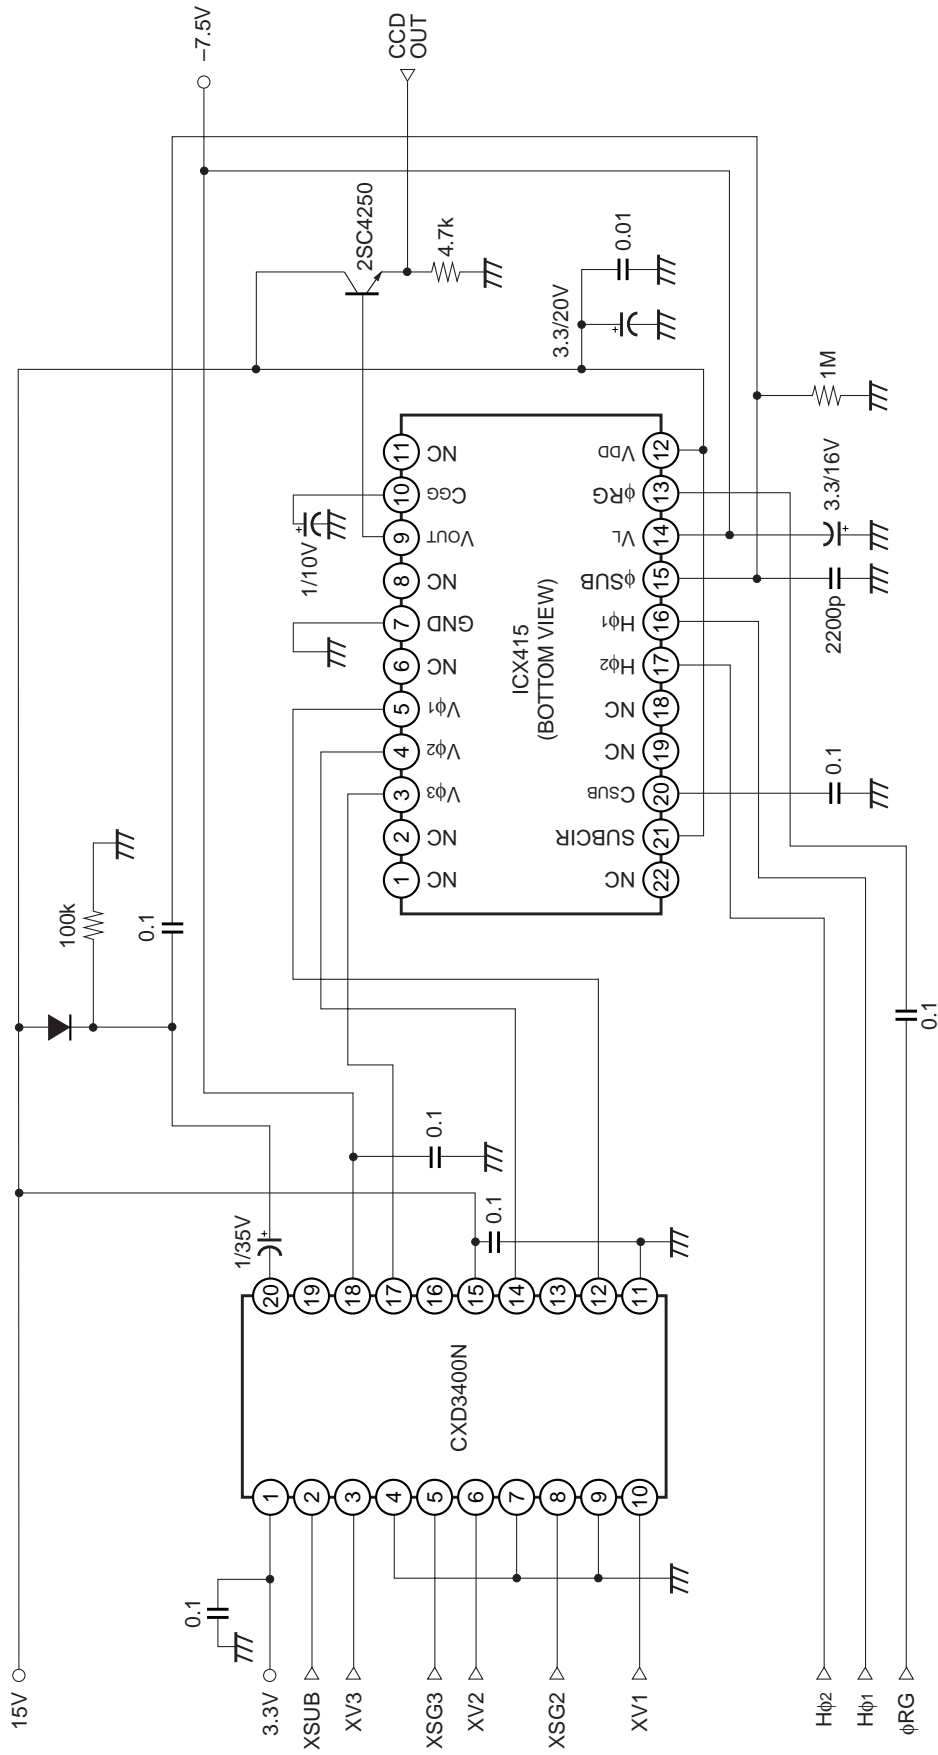 15V
3.3V
XSUB
XV3
XSG3
XV2
XSG2
XV1
Hϕ2
Hϕ1
ϕRG
0.1
1
2
3
4
5
6
7
8
9
10
CXD3400N
20
19
18
17
16
15
14
13
12
11
1/35V
0.1
0.1
100k
0.1
0.1
1
2
3
4
5
6
7
8
9
10
11
NC
NC
Vϕ3
Vϕ2
Vϕ1
NC
GND
NC
VOUT
CGG
NC
ICX415
(BOTTOM VIEW)
NC
SUBCIR
CSUB
NC
NC
Hϕ2
Hϕ1
ϕSUB
VL
ϕRG
VDD
22
21
20
19
18
17
16
15
14
13
12
1/10V
0.1
2200p
3.3/16V
1M
3.3/20V
0.01
2SC4250
4.7k
CCD
OUT
–7.5V